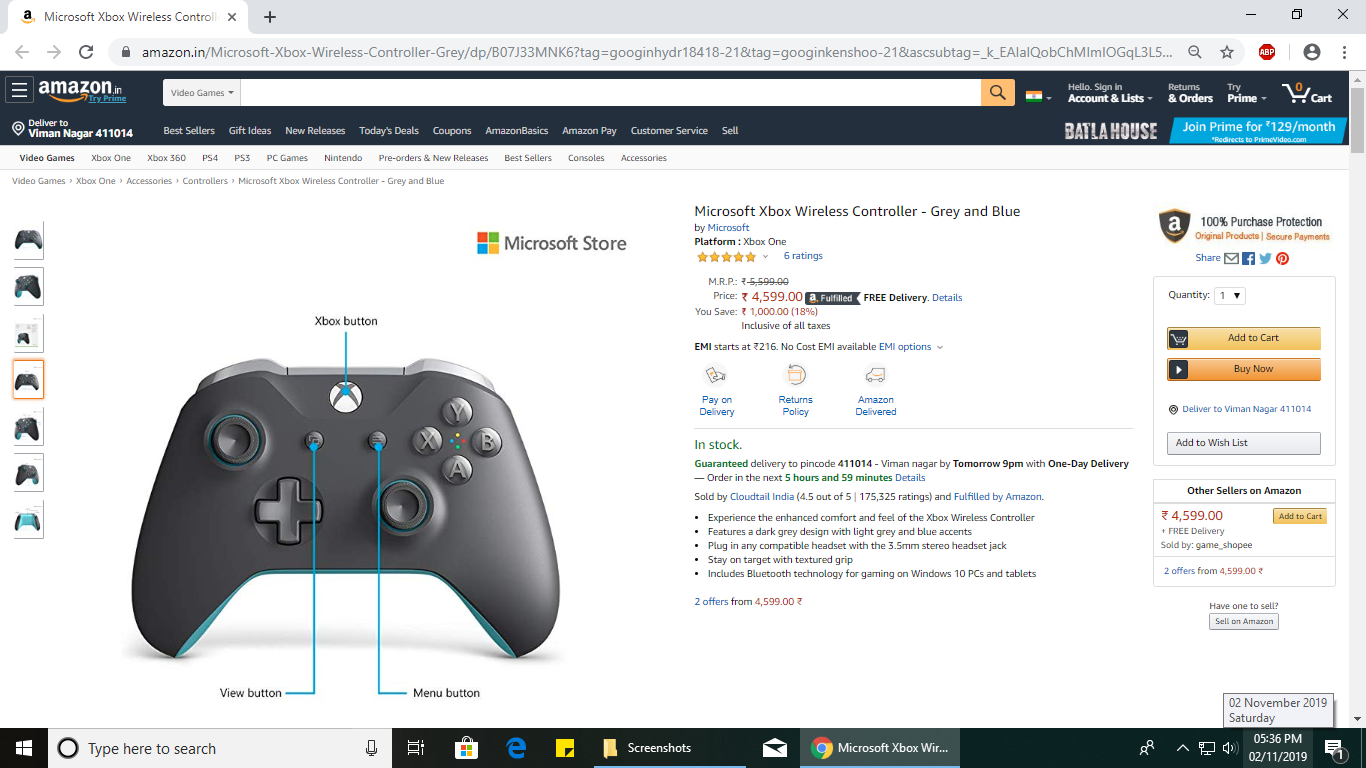 Microsoft Xbox Wireless Controll
amazon.in/Microsoft-Xbox-Wireless-Controller-Grey/dp/B07J33MNK6?tag=googinhydr18418-21&tag=googinkenshoo-21&ascsubtag=_k_EAIaIQobChMImIOGqL3L5...
ABP
amazon.in
Try Prime
Video Games
Hello. Sign in
Account & Lists
Returns
& Orders
Try
Prime
0
Cart
Deliver to
Viman Nagar 411014
Best Sellers Gift Ideas New Releases Today's Deals Coupons AmazonBasics Amazon Pay Customer Service Sell
BATLA HOUSE
Join Prime for ₹129/month
*Redirects to PrimeVideo.com
Video Games Xbox One Xbox 360 PS4 PS3 PC Games Nintendo Pre-orders & New Releases Best Sellers Consoles Accessories
Video Games › Xbox One › Accessories › Controllers › Microsoft Xbox Wireless Controller - Grey and Blue
Microsoft Store
Xbox button
Y
X
B
A
View button
Menu button
Microsoft Xbox Wireless Controller - Grey and Blue
by Microsoft
Platform : Xbox One
6 ratings
M.R.P.: ₹ 5,599.00
Price: ₹ 4,599.00 a Fulfilled FREE Delivery. Details
You Save: ₹ 1,000.00 (18%)
Inclusive of all taxes
EMI starts at ₹216. No Cost EMI available EMI options
Pay on
Delivery
Returns
Policy
Amazon
Delivered
In stock.
Guaranteed delivery to pincode 411014 - Viman nagar by Tomorrow 9pm with One-Day Delivery
— Order in the next 5 hours and 59 minutes Details
Sold by Cloudtail India (4.5 out of 5 | 175,325 ratings) and Fulfilled by Amazon.
• Experience the enhanced comfort and feel of the Xbox Wireless Controller
• Features a dark grey design with light grey and blue accents
• Plug in any compatible headset with the 3.5mm stereo headset jack
• Stay on target with textured grip
• Includes Bluetooth technology for gaming on Windows 10 PCs and tablets
2 offers from 4,599.00 ₹
100% Purchase Protection
Original Products | Secure Payments
Share
Quantity: 1
Add to Cart
Buy Now
Deliver to Viman Nagar 411014
Add to Wish List
Other Sellers on Amazon
₹ 4,599.00
Add to Cart
+ FREE Delivery
Sold by: game_shopee
2 offers from 4,599.00 ₹
Have one to sell?
Sell on Amazon
02 November 2019
Saturday
Type here to search
Screenshots
Microsoft Xbox Wir...
05:36 PM
02/11/2019
1